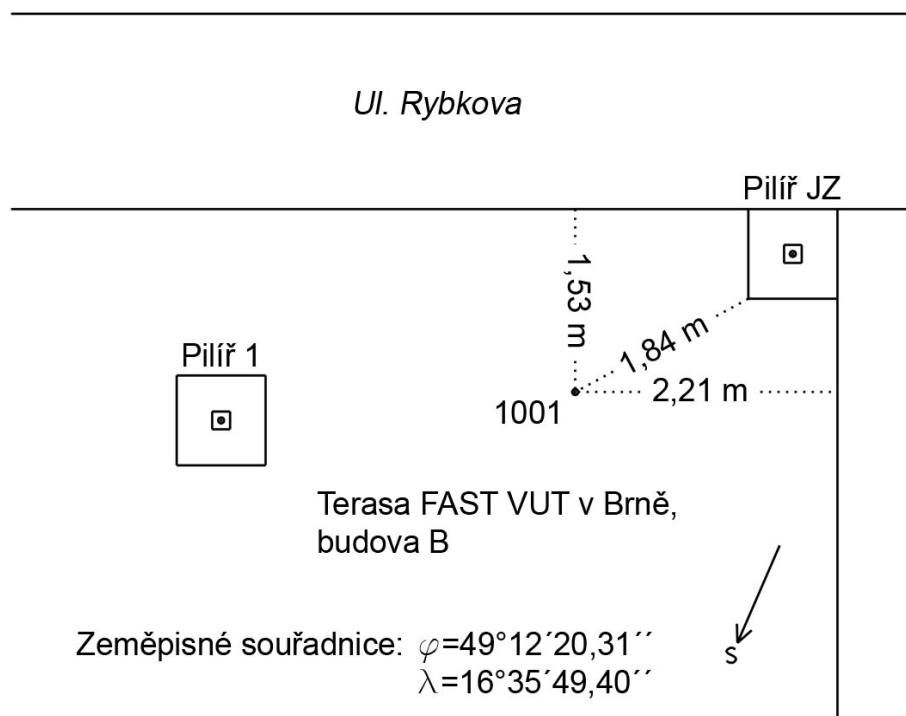 Ul. Rybkova
Pilíř JZ
1,53 m
1,84 m
2,21 m
Pilíř 1
1001
Terasa FAST VUT v Brně,
budova B
s
Zeměpisné souřadnice: φ=49°12´20,31´´
λ=16°35´49,40´´